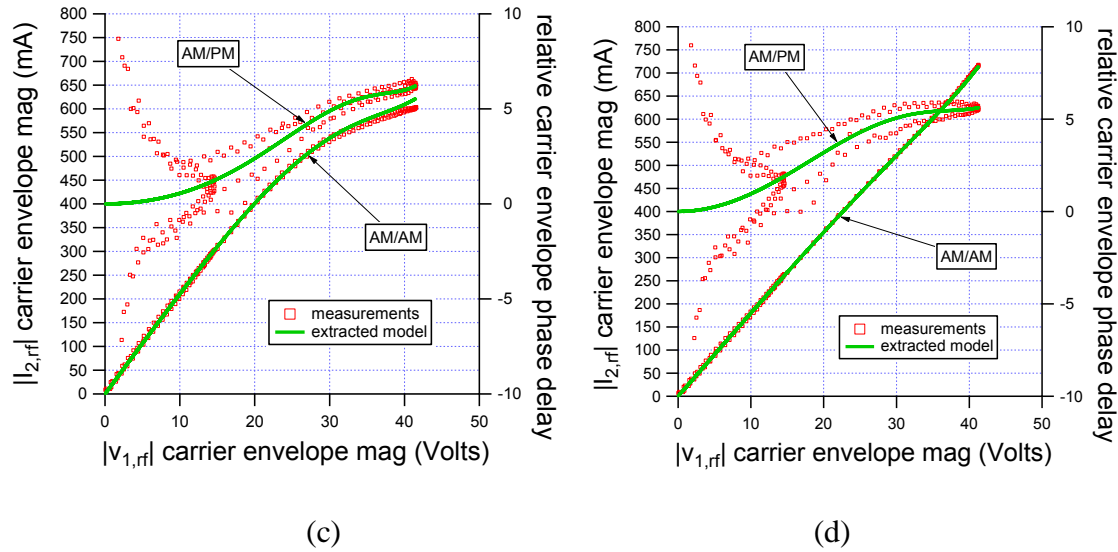 800
750
700
650
600
550
500
450
400
350
300
250
200
150
100
50
0
|I2,rf| carrier envelope mag (mA)
10
5
0
-5
-10
relative carrier envelope phase delay
AM/PM
AM/AM
measurements
extracted model
0 10 20 30 40 50
|v1,rf| carrier envelope mag (Volts)
(c)
800
750
700
650
600
550
500
450
400
350
300
250
200
150
100
50
0
|I2,rf| carrier envelope mag (mA)
10
5
0
-5
-10
relative carrier envelope phase delay
AM/PM
AM/AM
measurements
extracted model
0 10 20 30 40 50
|v1,rf| carrier envelope mag (Volts)
(d)